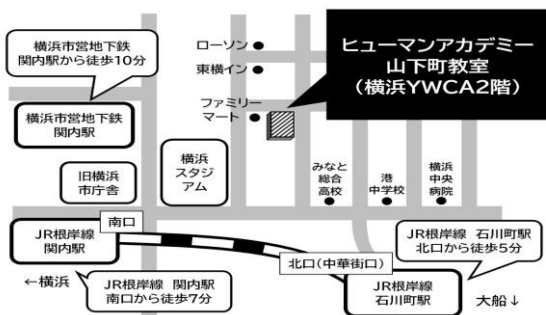 横浜市営地下鉄
関内駅から徒歩10分
ローソン
東横イン
ファミリー
マート
ヒューマンアカデミー
山下町教室
(横浜YWCA2階)
横浜市営地下鉄
関内駅
旧横浜
市庁舎
横浜
スタジ
アム
みなと
総合
高校
港
中学校
横浜
中央
病院
JR根岸線
関内駅
南口
北口(中華街口)
JR根岸線 石川町駅
北口から徒歩5分
←横浜
JR根岸線 関内駅
南口から徒歩7分
JR根岸線
石川町駅
大船↓